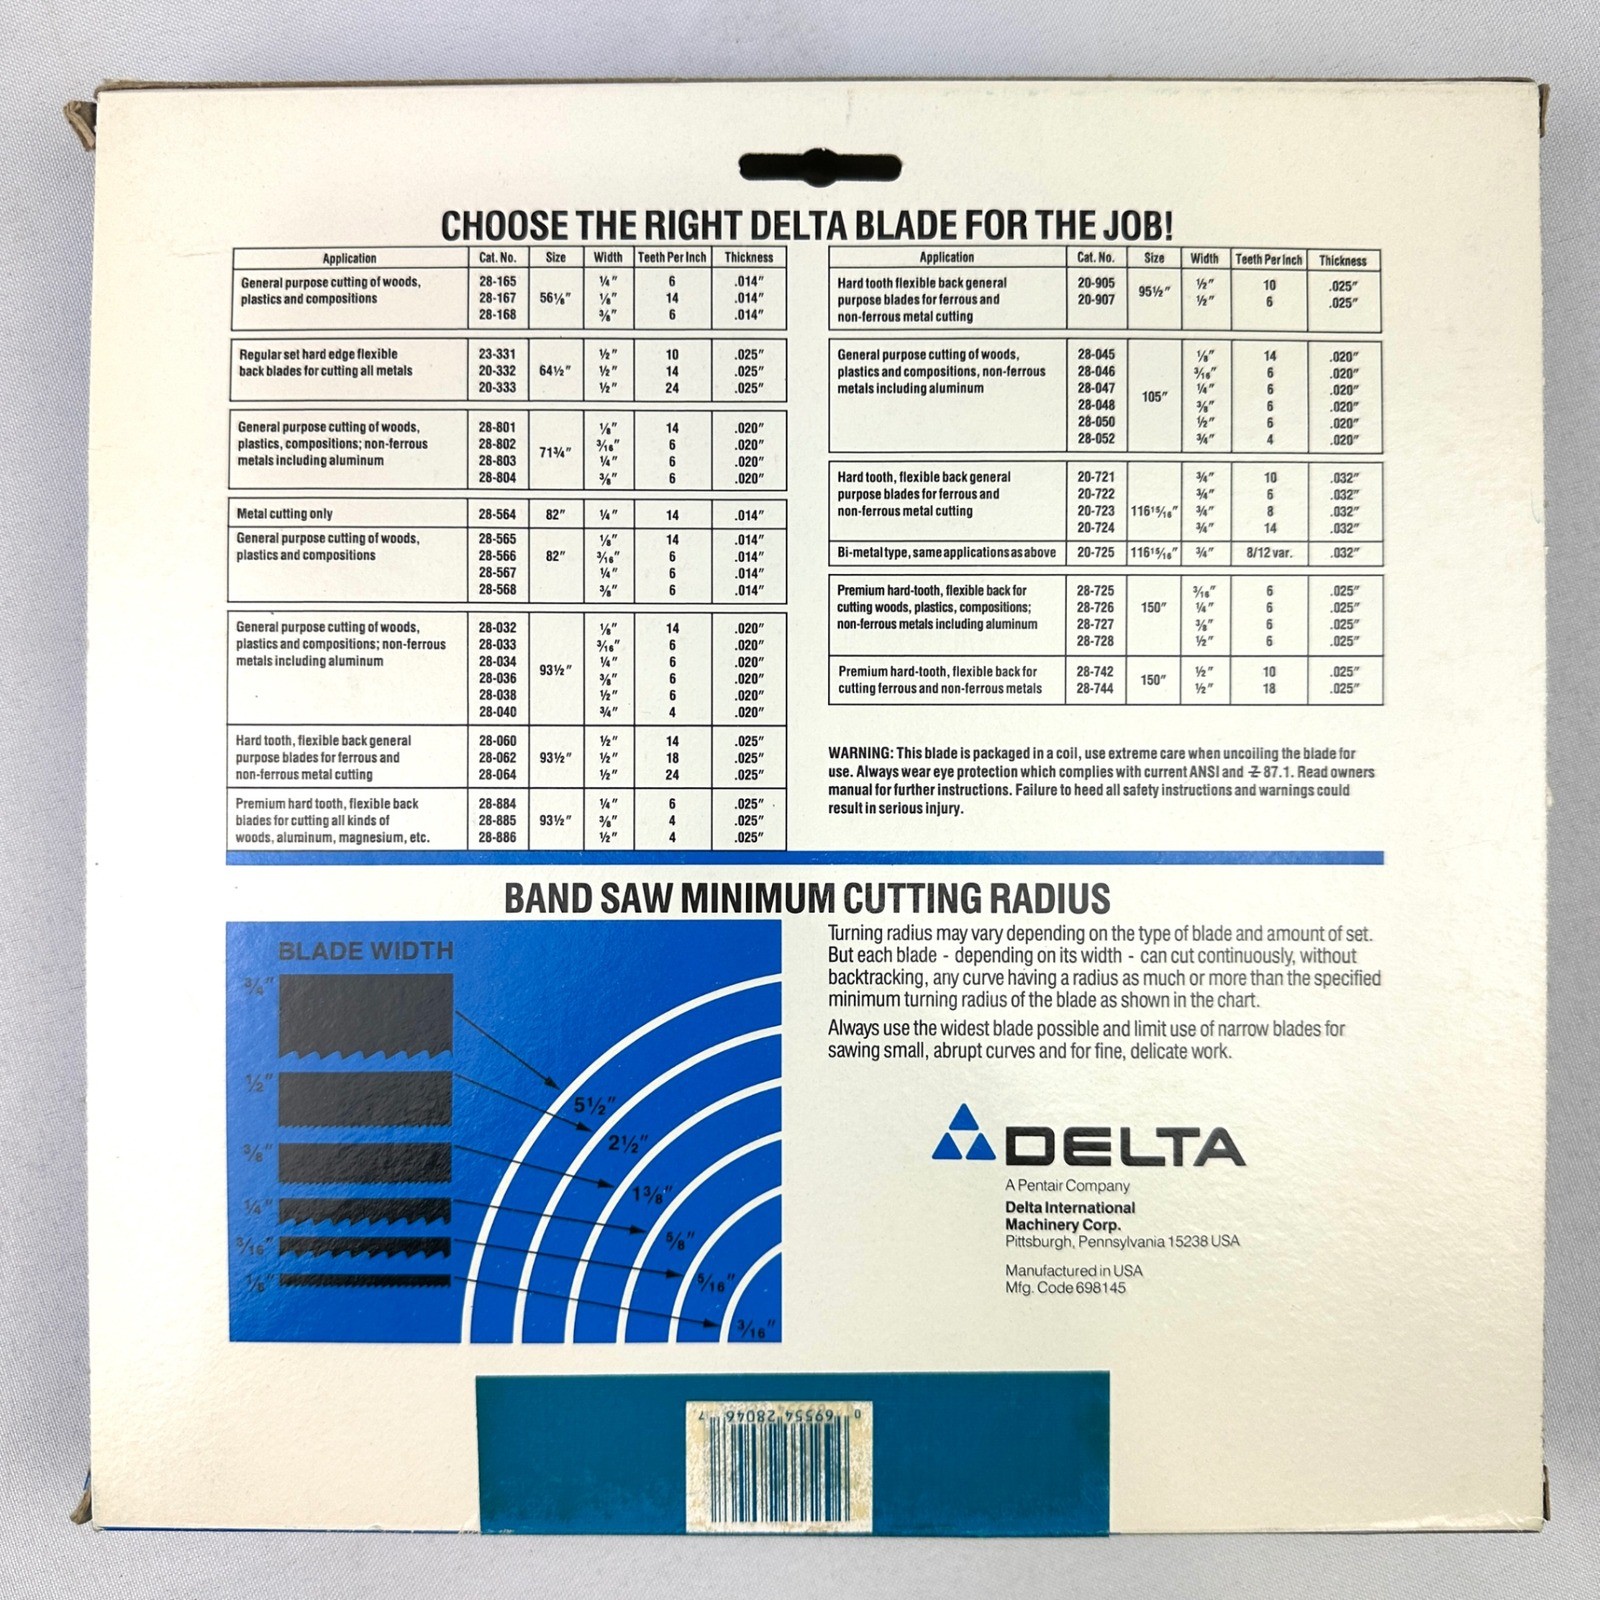 CHOOSE THE RIGHT DELTA BLADE FOR THE JOB!
Application Cat. No. Size Width Teeth Per Inch Thickness
General purpose cutting of woods, 28-165 1/4" 6 .014"
plastics and compositions 28-167 56 1/8" 1/8" 14 .014"
28-168 3/8" 6 .014"
Regular set hard edge flexible 23-331 1/2" 10 .025"
back blades for cutting all metals 20-332 64 1/2" 1/2" 14 .025"
20-333 1/2" 24 .025"
General purpose cutting of woods, 28-801 1/8" 14 .020"
plastics, compositions; non-ferrous 28-802 71 3/4" 3/16" 6 .020"
metals including aluminum 28-803 1/4" 6 .020"
28-804 3/8" 6 .020"
Metal cutting only 28-564 82" 1/4" 14 .014"
General purpose cutting of woods, 28-565 1/8" 14 .014"
plastics and compositions 28-566 82" 3/16" 6 .014"
28-567 1/4" 6 .014"
28-568 3/8" 6 .014"
General purpose cutting of woods, 28-032 1/8" 14 .020"
plastics and compositions; non-ferrous 28-033 3/16" 6 .020"
metals including aluminum 28-034 1/4" 6 .020"
28-036 93 1/2" 3/8" 6 .020"
28-038 1/2" 6 .020"
28-040 3/4" 4 .020"
Hard tooth, flexible back general 28-060 1/2" 14 .025"
purpose blades for ferrous and 28-062 93 1/2" 1/2" 18 .025"
non-ferrous metal cutting 28-064 1/2" 24 .025"
Premium hard tooth, flexible back 28-884 1/4" 6 .025"
blades for cutting all kinds of 28-885 93 1/2" 3/8" 4 .025"
woods, aluminum, magnesium, etc. 28-886 1/2" 4 .025"
Application Cat. No. Size Width Teeth Per Inch Thickness
Hard tooth flexible back general 20-905 1/2" 10 .025"
purpose blades for ferrous and 20-907 95 1/2" 1/2" 6 .025"
non-ferrous metal cutting
General purpose cutting of woods, 28-045 1/8" 14 .020"
plastics and compositions, non-ferrous 28-046 3/16" 6 .020"
metals including aluminum 28-047 1/4" 6 .020"
28-048 105" 3/8" 6 .020"
28-050 1/2" 6 .020"
28-052 3/4" 4 .020"
Hard tooth, flexible back general 20-721 3/4" 10 .032"
purpose blades for ferrous and 20-722 3/4" 6 .032"
non-ferrous metal cutting 20-723 116 15/16" 3/4" 8 .032"
20-724 3/4" 14 .032"
Bi-metal type, same applications as above 20-725 116 15/16" 3/4" 8/12 var. .032"
Premium hard-tooth, flexible back for 28-725 3/16" 6 .025"
cutting woods, plastics, compositions; 28-726 150" 1/4" 6 .025"
non-ferrous metals including aluminum 28-727 3/8" 6 .025"
28-728 1/2" 6 .025"
Premium hard-tooth, flexible back for 28-742 1/2" 10 .025"
cutting ferrous and non-ferrous metals 28-744 150" 1/2" 18 .025"
WARNING: This blade is packaged in a coil, use extreme care when uncoiling the blade for
use. Always wear eye protection which complies with current ANSI and Z 87.1. Read owners
manual for further instructions. Failure to heed all safety instructions and warnings could
result in serious injury.
BAND SAW MINIMUM CUTTING RADIUS
BLADE WIDTH
3/4"
1/2"
3/8"
1/4"
3/16"
1/8"
5 1/2"
2 1/2"
1 3/8"
5/8"
5/16"
3/16"
Turning radius may vary depending on the type of blade and amount of set.
But each blade - depending on its width - can cut continuously, without
backtracking, any curve having a radius as much or more than the specified
minimum turning radius of the blade as shown in the chart.
Always use the widest blade possible and limit use of narrow blades for
sawing small, abrupt curves and for fine, delicate work.
DELTA
A Pentair Company
Delta International
Machinery Corp.
Pittsburgh, Pennsylvania 15238 USA
Manufactured in USA
Mfg. Code 698145
0 69554 28046 7